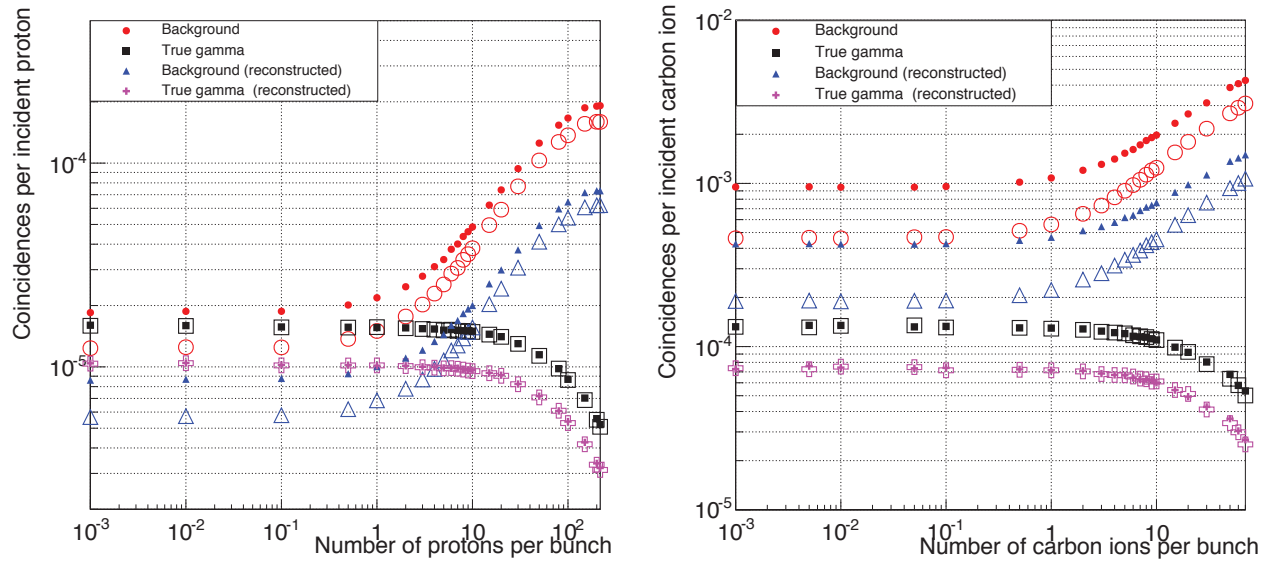 Coincidences per incident proton
Background
True gamma
Background (reconstructed)
True gamma (reconstructed)
10^-4
10^-5
10^-3 10^-2 10^-1 1 10 10^2
Number of protons per bunch
Coincidences per incident carbon ion
Background
True gamma
Background (reconstructed)
True gamma (reconstructed)
10^-2
10^-3
10^-4
10^-5
10^-3 10^-2 10^-1 1 10
Number of carbon ions per bunch